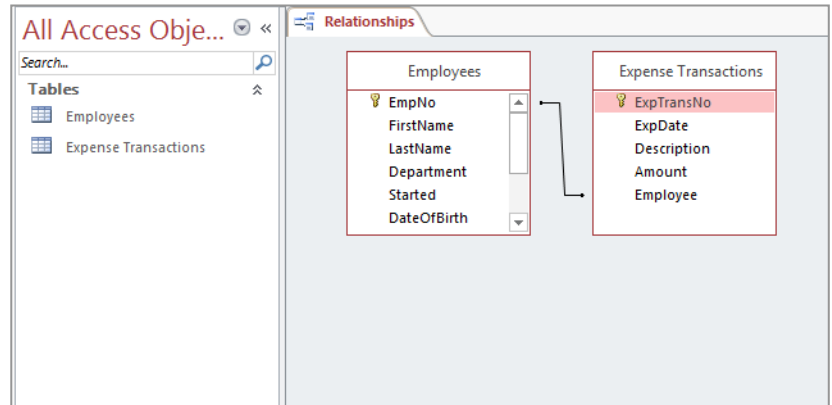 All Access Obje...
Search...
Tables
Employees
Expense Transactions
Relationships
Employees
EmpNo
FirstName
LastName
Department
Started
DateOfBirth
Expense Transactions
ExpTransNo
ExpDate
Description
Amount
Employee